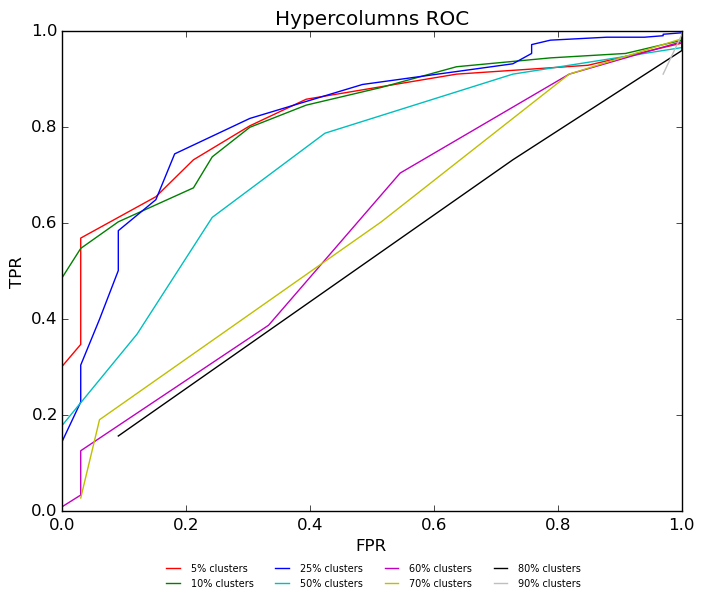 Hypercolumns ROC
1.0
0.8
0.6
TPR
0.4
0.2
0.0
0.0 0.2 0.4 0.6 0.8 1.0
FPR
5% clusters 25% clusters 60% clusters 80% clusters
10% clusters 50% clusters 70% clusters 90% clusters